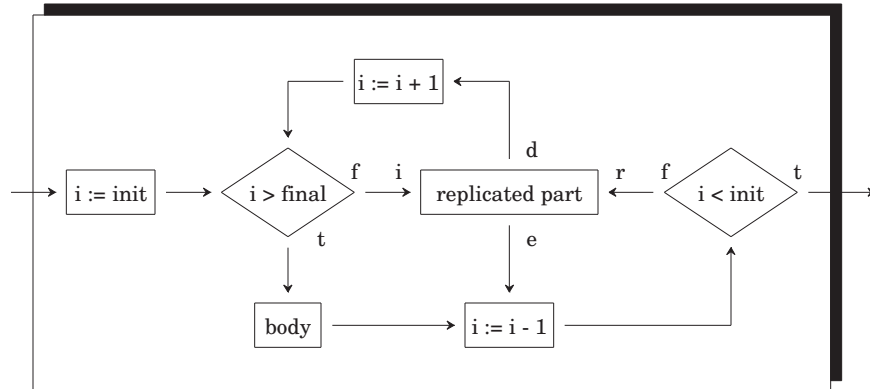 i := i + 1
d
i := init
i > final
f
i
replicated part
r
f
i < init
t
t
e
body
i := i - 1